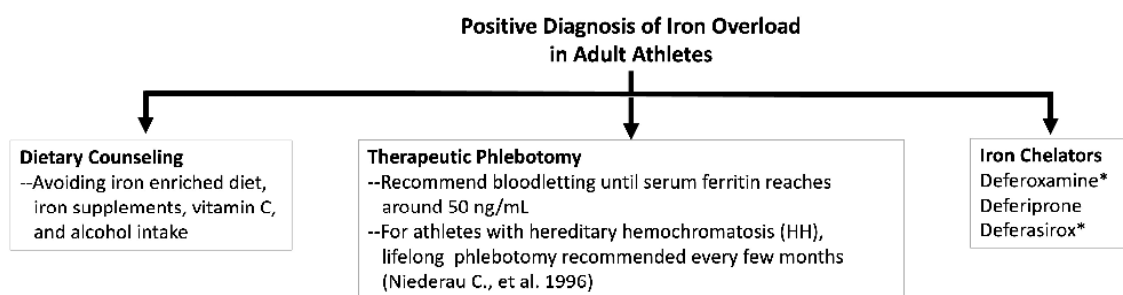 Positive Diagnosis of Iron Overload
in Adult Athletes
Dietary Counseling
--Avoiding iron enriched diet,
iron supplements, vitamin C,
and alcohol intake
Therapeutic Phlebotomy
--Recommend bloodletting until serum ferritin reaches
around 50 ng/mL
--For athletes with hereditary hemochromatosis (HH),
lifelong phlebotomy recommended every few months
(Niederau C., et al. 1996)
Iron Chelators
Deferoxamine*
Deferiprone
Deferasirox*